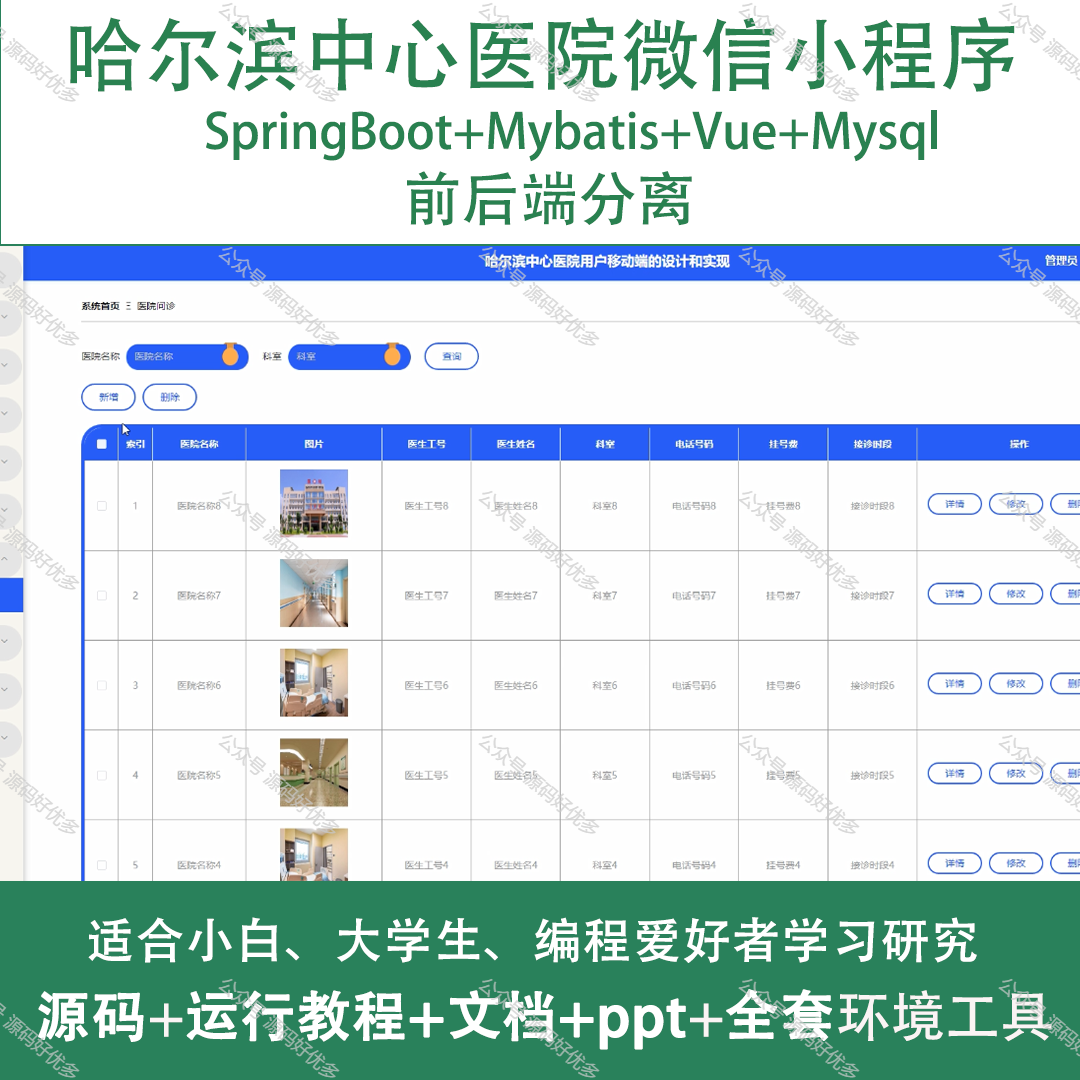 哈尔滨中心医院微信小程序
SpringBoot+Mybatis+Vue+Mysql
前后端分离
哈尔滨中心医院用户移动端的设计和实现 管理员
系统首页 Ξ 医院问诊
医院名称 医院名称 科室 科室 查询
新增 删除
索引 医院名称 图片 医生工号 医生姓名 科室 电话号码 挂号费 接诊时段 操作
1 医院名称8 医生工号8 医生姓名8 科室8 电话号码8 挂号费8 接诊时段8 详情 修改 删
2 医院名称7 医生工号7 医生姓名7 科室7 电话号码7 挂号费7 接诊时段7 详情 修改 删
3 医院名称6 医生工号6 医生姓名6 科室6 电话号码6 挂号费6 接诊时段6 详情 修改 删
4 医院名称5 医生工号5 医生姓名5 科室5 电话号码5 挂号费5 接诊时段5 详情 修改 删
5 医院名称4 医生工号4 医生姓名4 科室4 电话号码4 挂号费4 接诊时段4 详情 修改 删
适合小白、大学生、编程爱好者学习研究
源码+运行教程+文档+ppt+全套环境工具
公众号 源码好优多